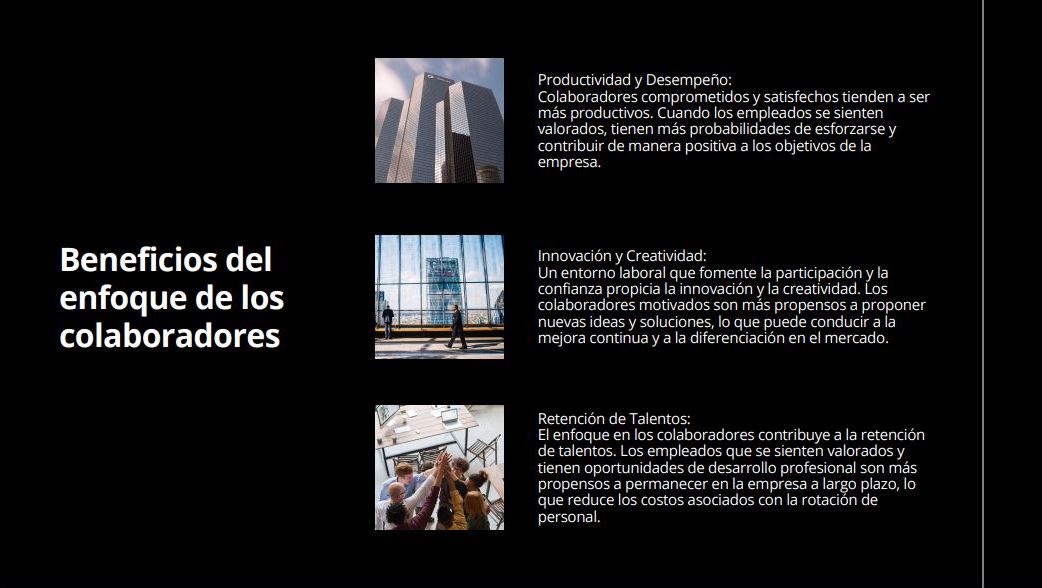 Beneficios del
enfoque de los
colaboradores
Productividad y Desempeño:
Colaboradores comprometidos y satisfechos tienden a ser
más productivos. Cuando los empleados se sienten
valorados, tienen más probabilidades de esforzarse y
contribuir de manera positiva a los objetivos de la
empresa.
Innovación y Creatividad:
Un entorno laboral que fomente la participación y la
confianza propicia la innovación y la creatividad. Los
colaboradores motivados son más propensos a proponer
nuevas ideas y soluciones, lo que puede conducir a la
mejora continua y a la diferenciación en el mercado.
Retención de Talentos:
El enfoque en los colaboradores contribuye a la retención
de talentos. Los empleados que se sienten valorados y
tienen oportunidades de desarrollo profesional son más
propensos a permanecer en la empresa a largo plazo, lo
que reduce los costos asociados con la rotación de
personal.